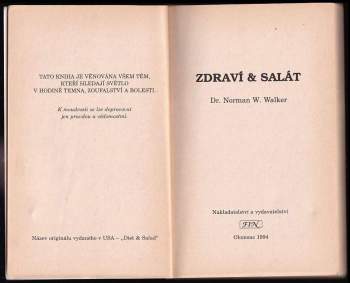 TATO KNIHA JE VĚNOVÁNA VŠEM TĚM,
KTEŘÍ HLEDAJÍ SVĚTLO
V HODINĚ TEMNA, ZOUFALSTVÍ A BOLESTI.
K moudrosti se lze dopracovat
jen pravdou a vědomostmi.
Název originálu vydaného v USA – „Diet & Salad"
ZDRAVÍ & SALÁT
Dr. Norman W. Walker
Nakladatelství a vydavatelství
FIN
Olomouc 1994